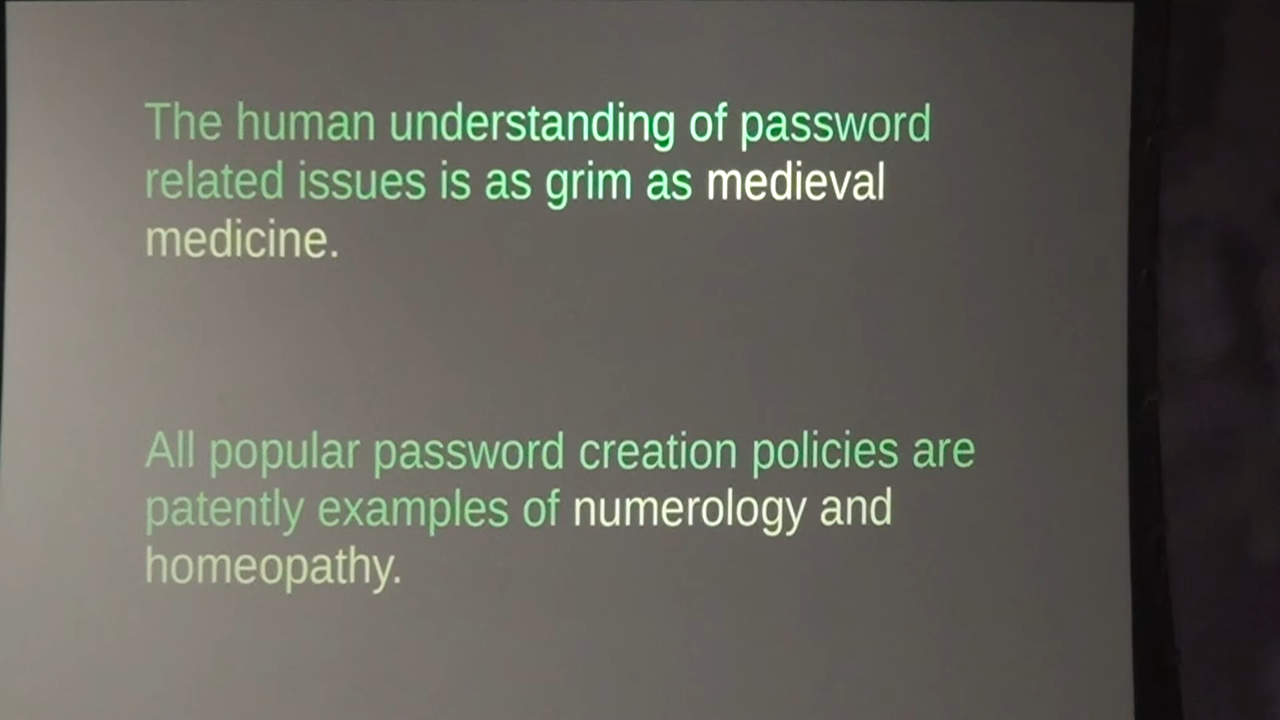 The human understanding of password
related issues is as grim as medieval
medicine.
All popular password creation policies are
patently examples of numerology and
homeopathy.